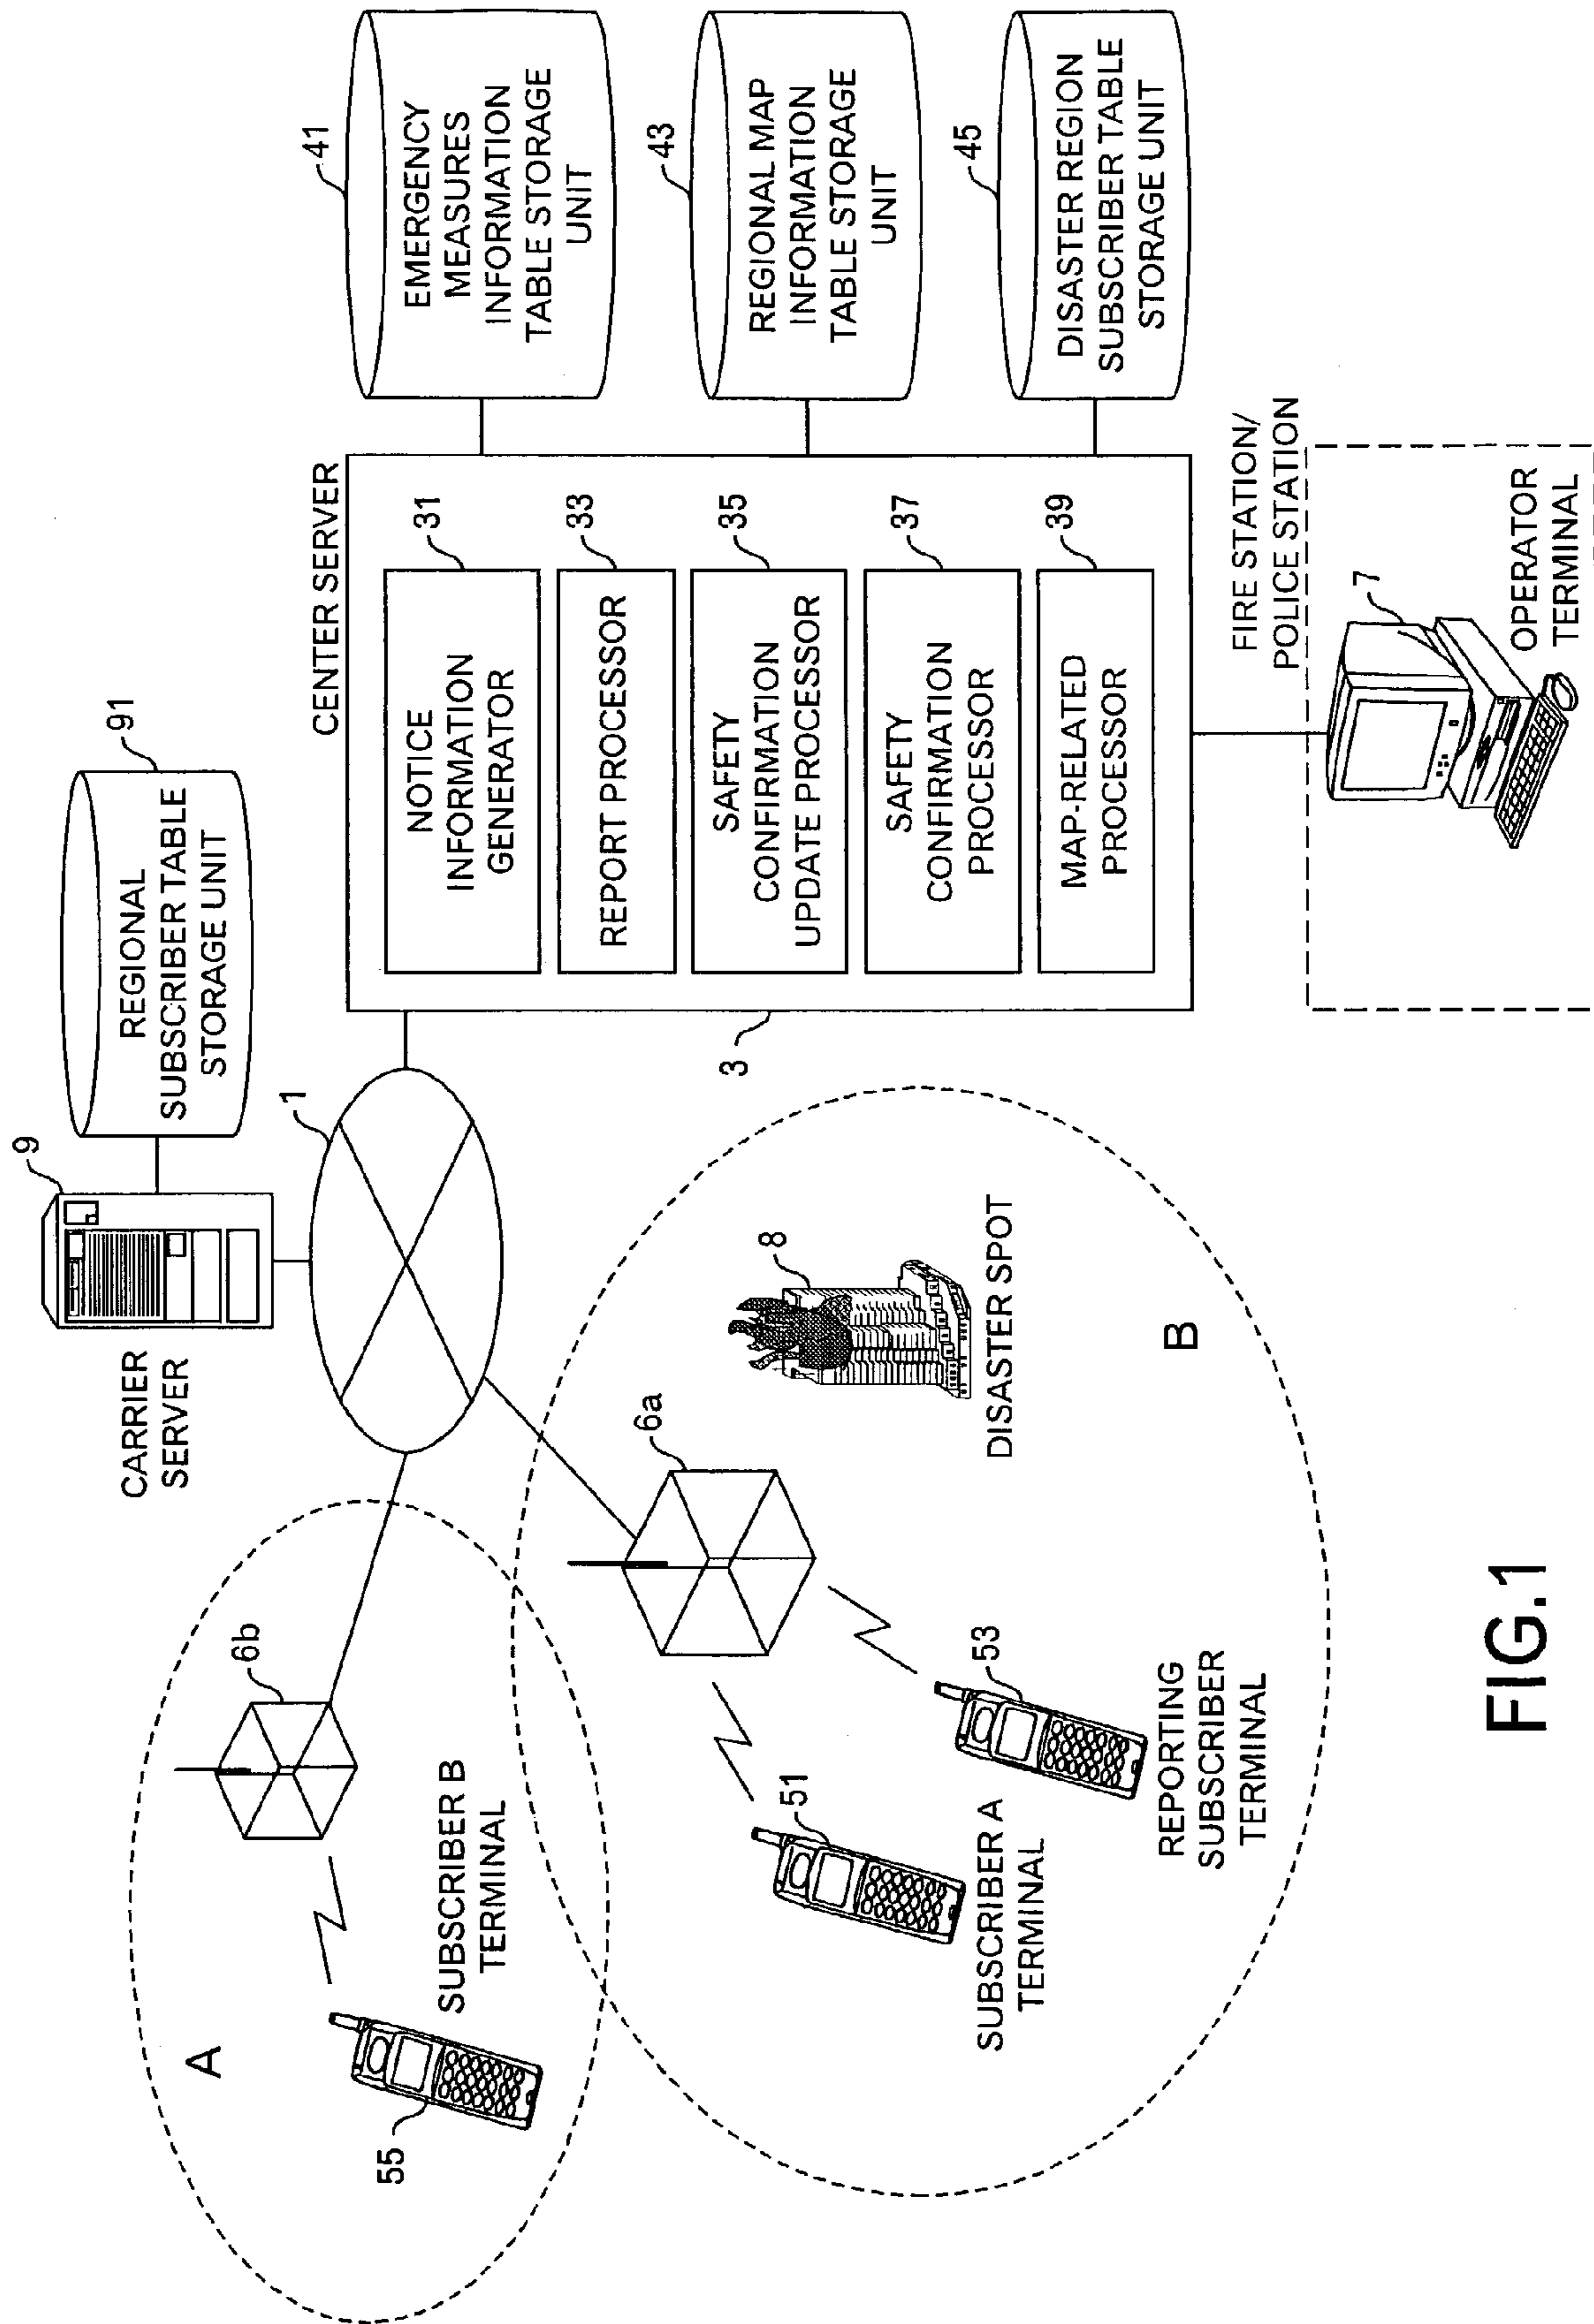 CARRIER
SERVER
9
REGIONAL
SUBSCRIBER TABLE
STORAGE UNIT
91
1
A
6b
55
SUBSCRIBER B
TERMINAL
6a
8
DISASTER SPOT
B
51
SUBSCRIBER A
TERMINAL
53
REPORTING
SUBSCRIBER
TERMINAL
CENTER SERVER
3
NOTICE
INFORMATION
GENERATOR
31
REPORT PROCESSOR
33
SAFETY
CONFIRMATION
UPDATE PROCESSOR
35
SAFETY
CONFIRMATION
PROCESSOR
37
MAP-RELATED
PROCESSOR
39
41
EMERGENCY
MEASURES
INFORMATION
TABLE STORAGE
UNIT
43
REGIONAL MAP
INFORMATION
TABLE STORAGE
UNIT
45
DISASTER REGION
SUBSCRIBER TABLE
STORAGE UNIT
FIRE STATION/
POLICE STATION
7
OPERATOR
TERMINAL
FIG.1